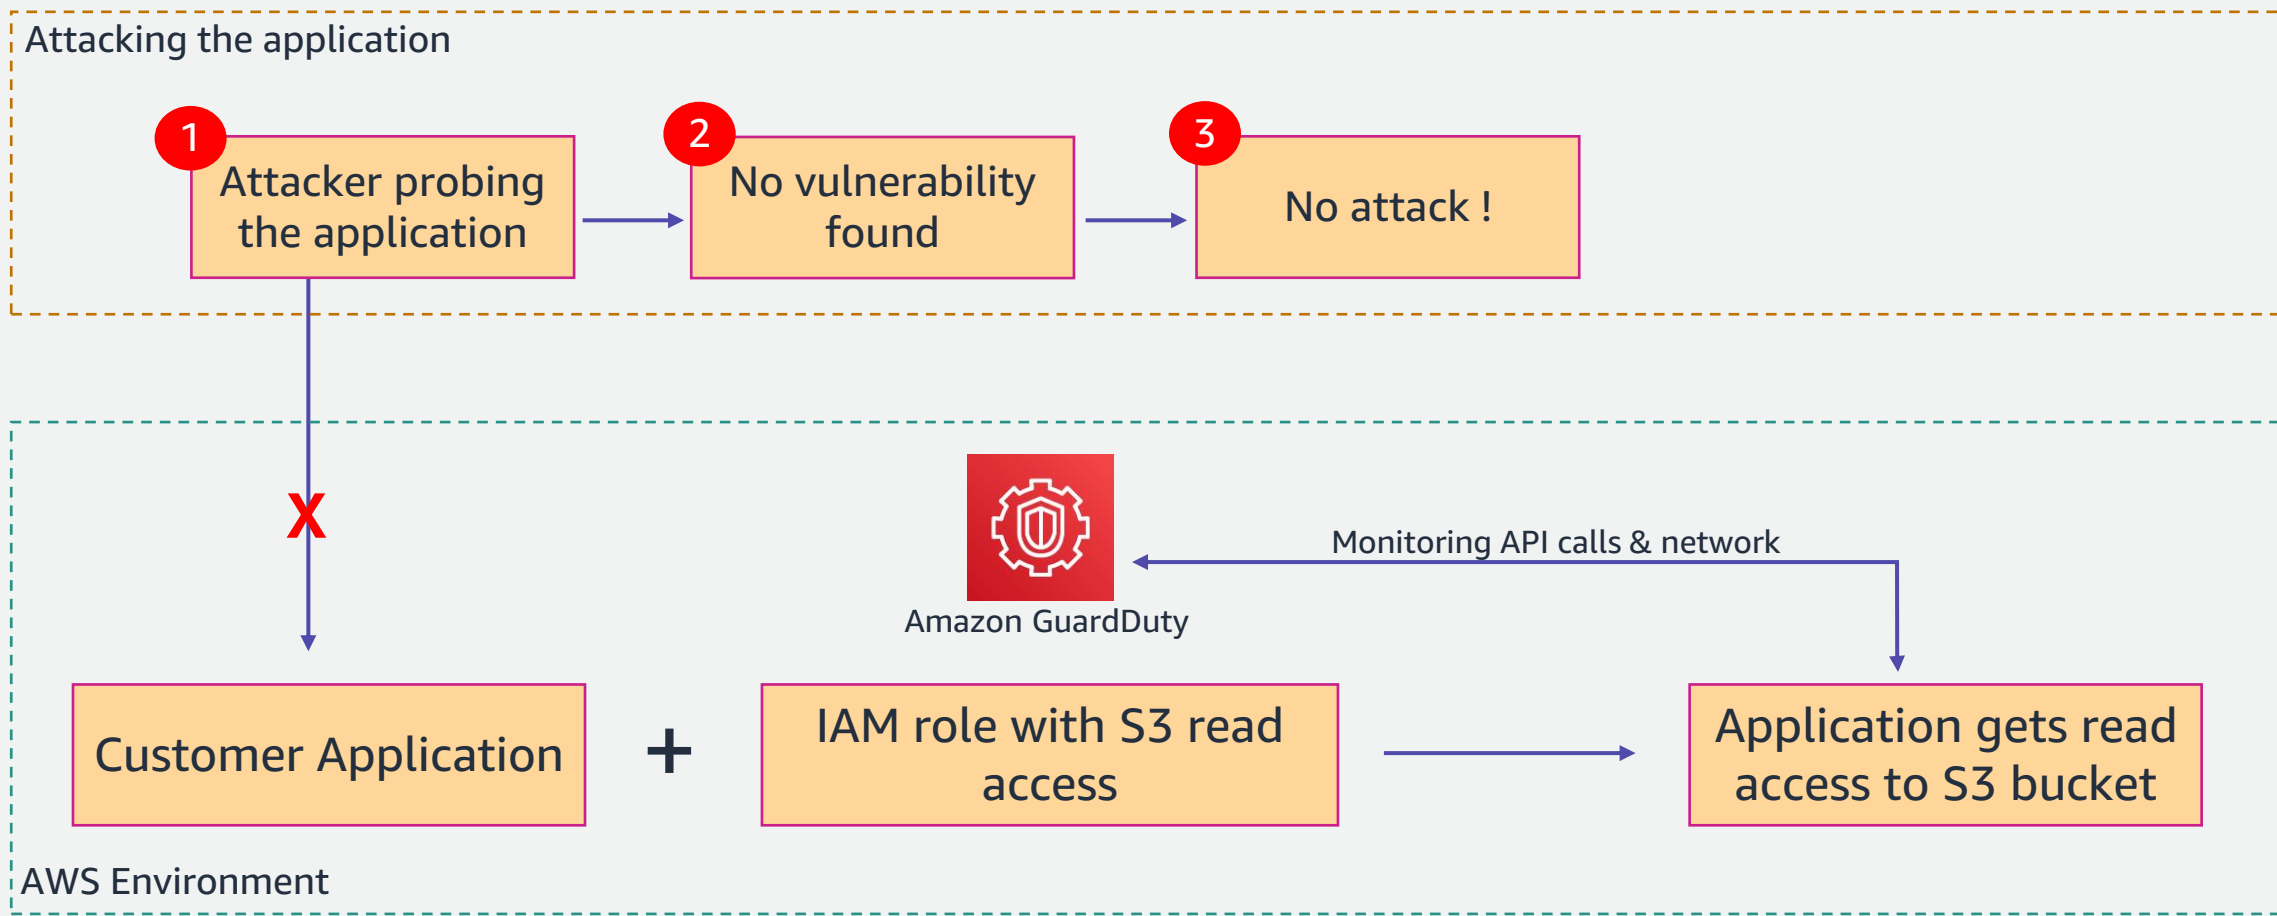 Attacking the application
1
Attacker probing
the application
2
No vulnerability
found
3
No attack !
X
Monitoring API calls & network
Amazon GuardDuty
Customer Application
+
IAM role with S3 read
access
Application gets read
access to S3 bucket
AWS Environment